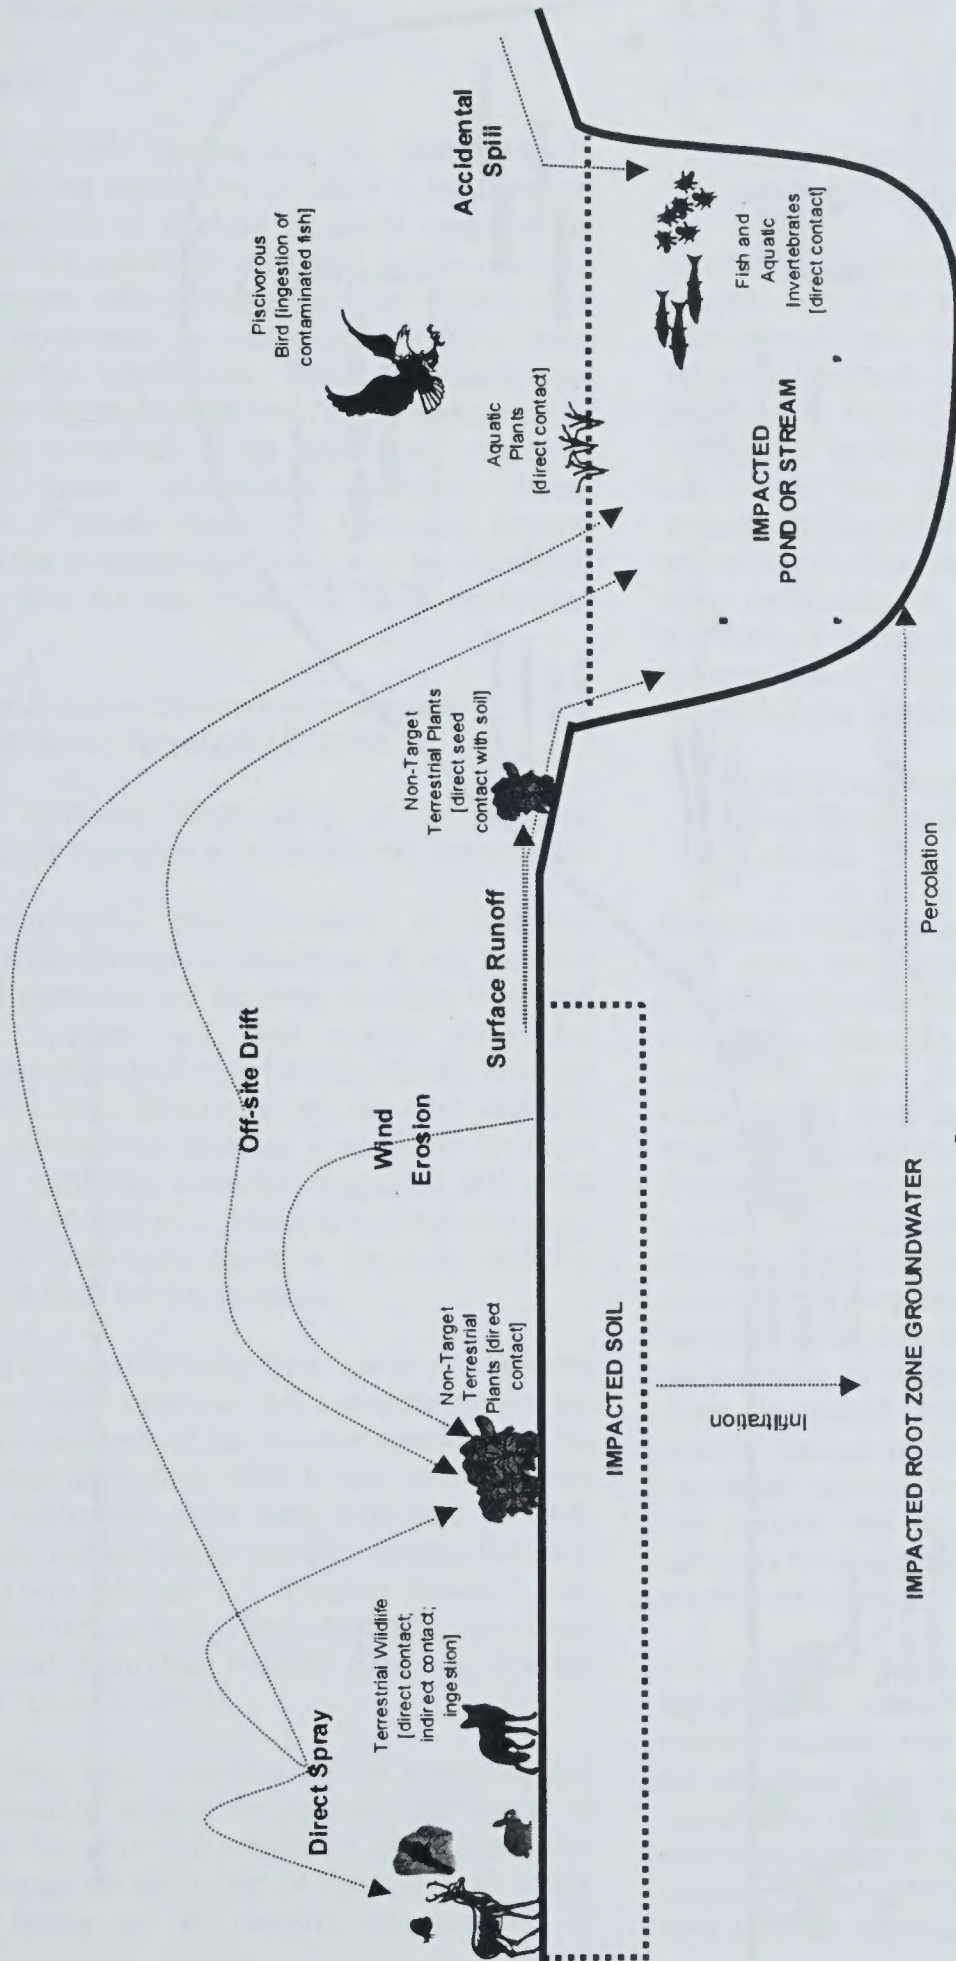 Direct Spray
Terrestrial Wildlife
[direct contact;
indirect contact;
ingestion]
Non-Target
Terrestrial
Plants [direct
contact]
Off-site Drift
Wind
Erosion
Surface Runoff
Non-Target
Terrestrial Plants
[direct seed
contact with soil]
Aquatic
Plants
[direct contact]
Piscivorous
Bird [ingestion of
contaminated fish]
Accidental
Spill
Fish and
Aquatic
Invertebrates
[direct contact]
IMPACTED
POND OR STREAM
IMPACTED SOIL
Infiltration
IMPACTED ROOT ZONE GROUNDWATER
Percolation